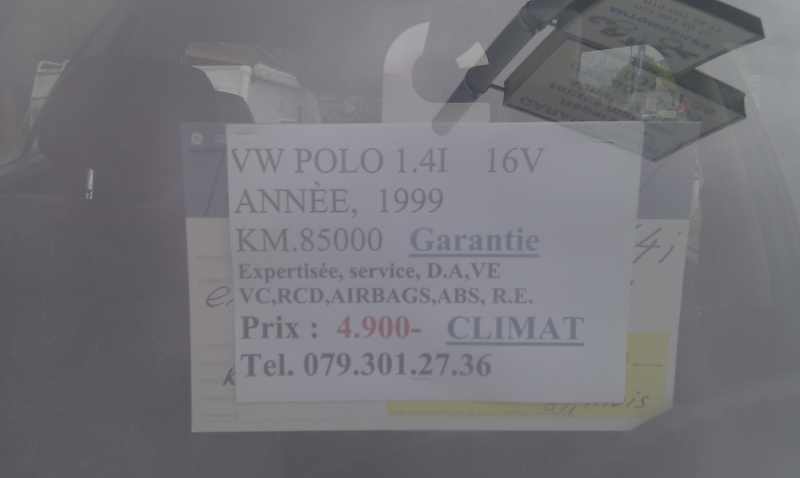 VW POLO 1.4I 16V
ANNÈE, 1999
KM.85000 Garantie
Expertisée, service, D.A,VE
VC,RCD,AIRBAGS,ABS, R.E.
Prix : 4.900- CLIMAT
Tel. 079.301.27.36